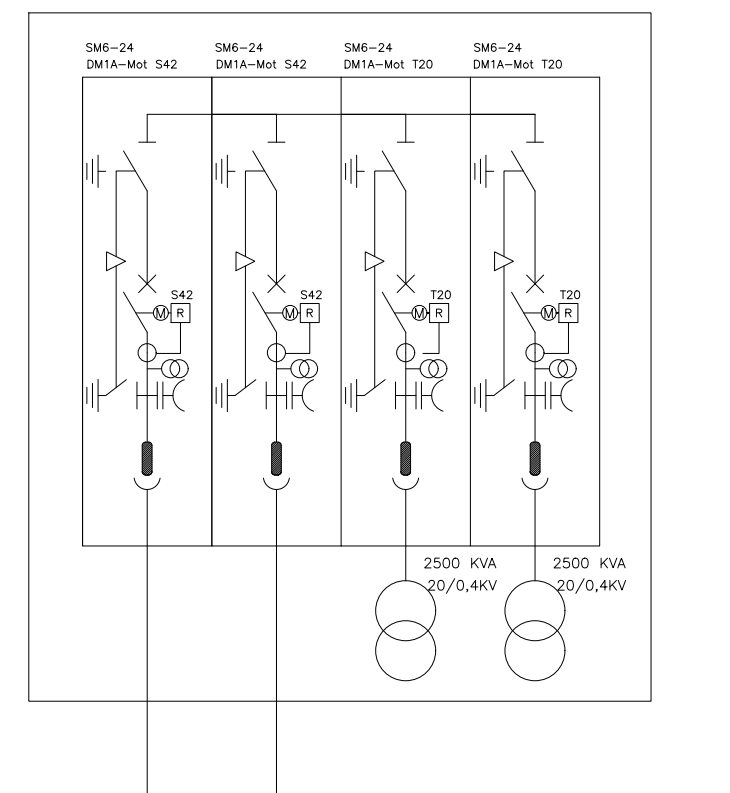 SM6-24
DM1A-Mot S42
SM6-24
DM1A-Mot S42
SM6-24
DM1A-Mot T20
SM6-24
DM1A-Mot T20
S42
M R
S42
M R
T20
M R
T20
M R
2500 KVA
20/0,4KV
2500 KVA
20/0,4KV